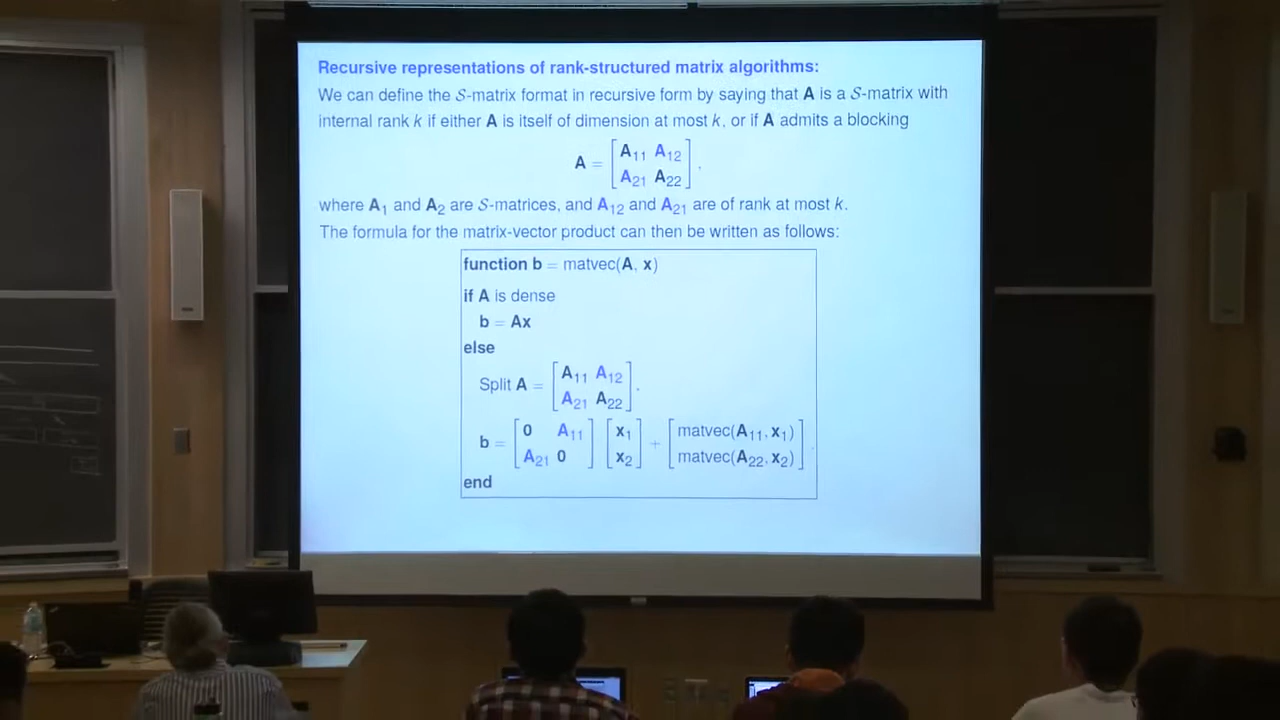 Recursive representations of rank-structured matrix algorithms:
We can define the S-matrix format in recursive form by saying that A is a S-matrix with
internal rank k if either A is itself of dimension at most k, or if A admits a blocking
A = [A11 A12
A21 A22] ,
where A1 and A2 are S-matrices, and A12 and A21 are of rank at most k.
The formula for the matrix-vector product can then be written as follows:
function b = matvec(A, x)
if A is dense
b = Ax
else
Split A = [A11 A12
A21 A22] .
b = [0 A11] [x1] + [matvec(A11, x1)]
[A21 0] [x2] [matvec(A22, x2)] .
end